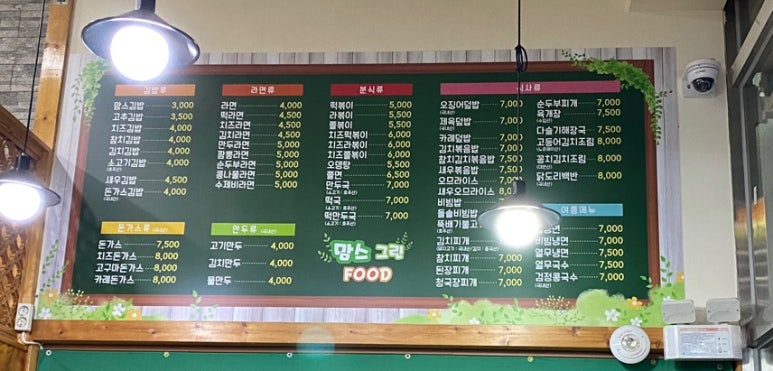 김밥류
맘스김밥 3,000
고추김밥 3,500
치즈김밥 4,000
참치김밥 4,000
김치김밥 4,000
소고기김밥 4,000
새우김밥 4,500
돈가스김밥 4,000
돈가스류
돈가스 7,500
치즈돈가스 8,000
고구마돈가스 8,000
카레돈가스 8,000
라면류
라면 4,000
떡라면 4,500
치즈라면 4,500
김치라면 4,500
만두라면 5,000
짬뽕라면 5,000
순두부라면 5,000
콩나물라면 5,000
수제비라면 5,000
만두류
고기만두 4,000
김치만두 4,000
물만두 4,000
분식류
떡볶이 5,000
라볶이 5,500
쫄볶이 5,500
치즈떡볶이 6,000
치즈라볶이 6,000
치즈쫄볶이 6,000
오뎅탕 5,500
쫄면 6,500
만두국 7,000
떡국 7,000
떡만두국 7,000
맘스 그린
FOOD
식사류
오징어덮밥 7,000
제육덮밥 7,000
카레덮밥 7,000
김치볶음밥 7,000
참치김치볶음밥 7,000
새우볶음밥 7,000
오므라이스 7,000
새우오므라이스
비빔밥
돌솥비빔밥
뚝배기불고기
김치찌개 7,000
참치찌개 7,000
된장찌개 7,000
청국장찌개 7,000
순두부찌개 7,000
육개장 7,000
다슬기해장국 7,500
고등어김치조림 8,000
꽁치김치조림 8,000
닭도리백반 8,000
여름메뉴
비빔냉면 7,000
열무냉면 7,500
열무국수 7,500
검정콩국수 7,500